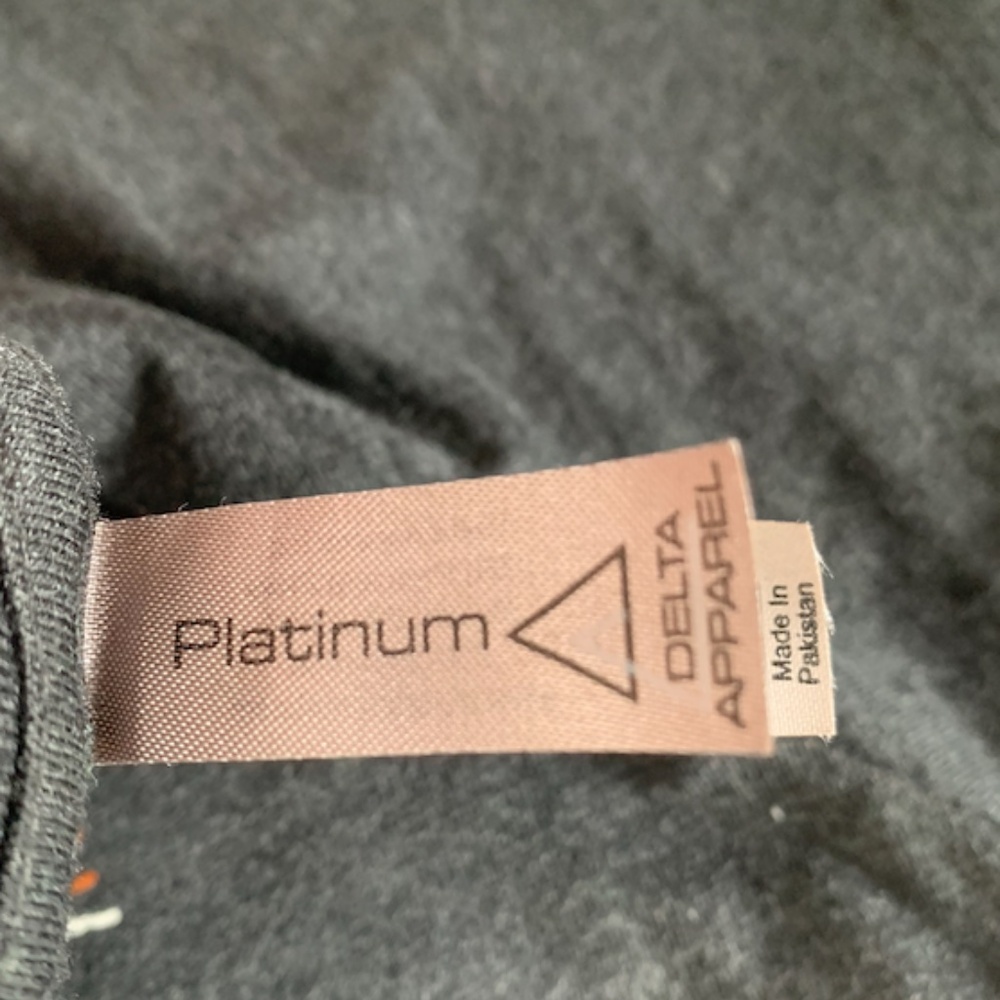 Platinum
DELTA
APPAREL
Made In
Pakistan